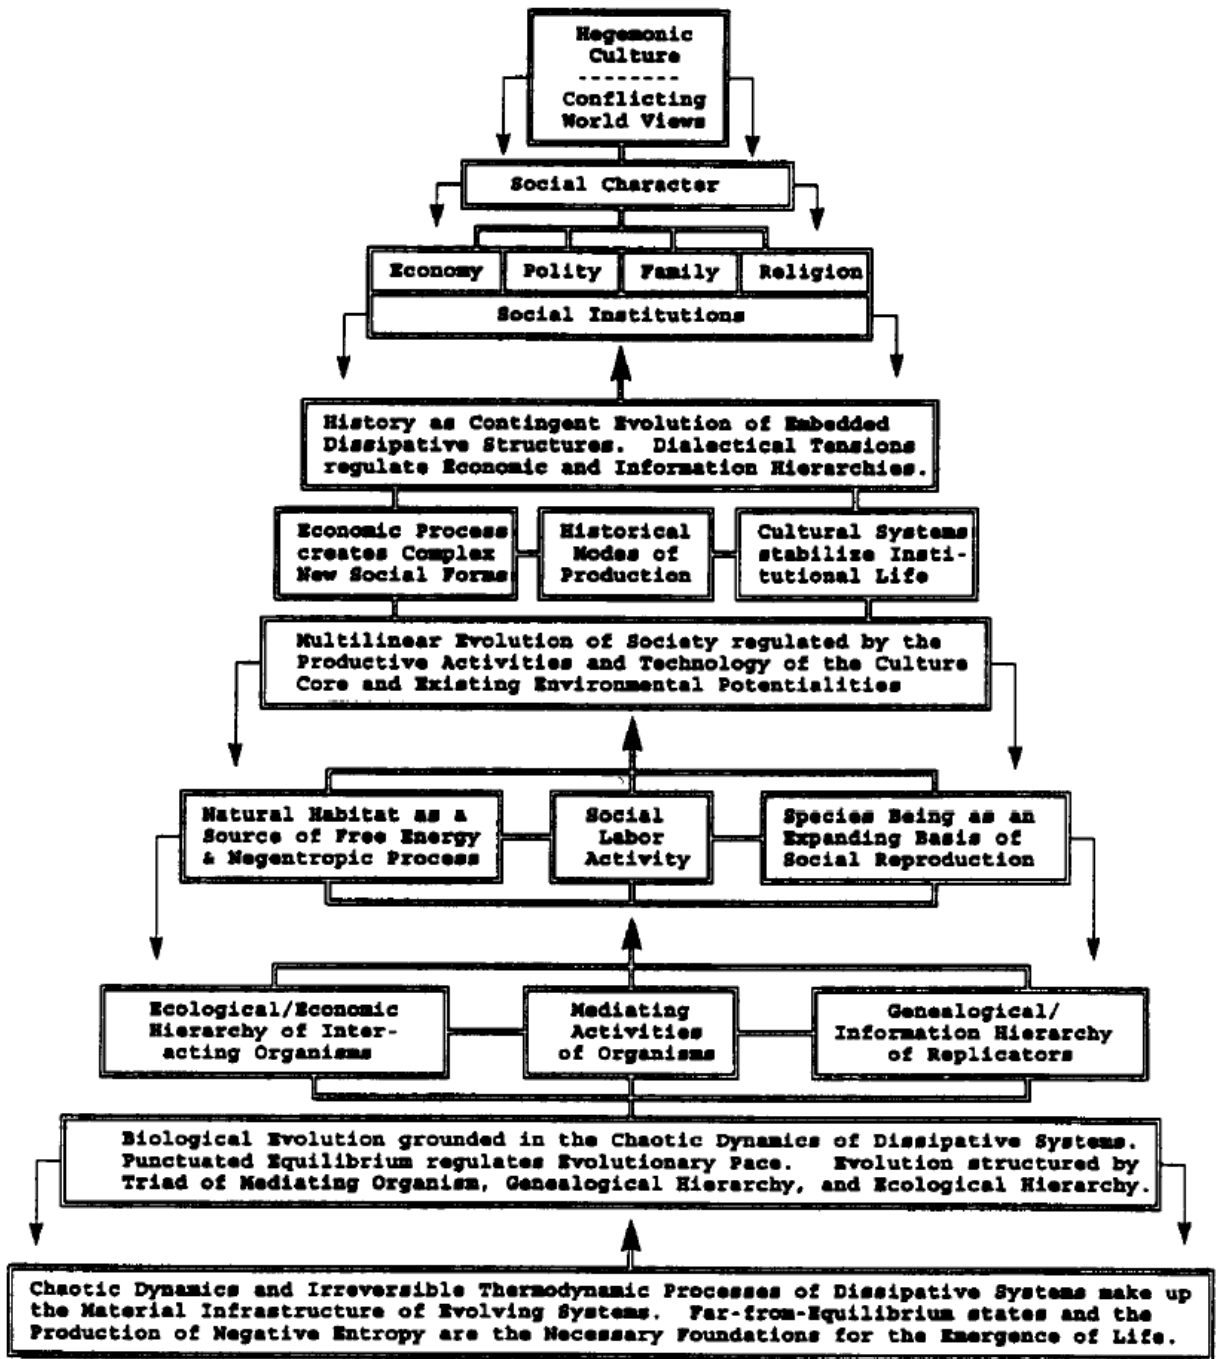 Hegemonic
Culture
--------
Conflicting
World Views
Social Character
Economy
Polity
Family
Religion
Social Institutions
History as Contingent Evolution of Embedded
Dissipative Structures. Dialectical Tensions
regulate Economic and Information Hierarchies.
Economic Process
creates Complex
New Social Forms
Historical
Modes of
Production
Cultural Systems
stabilize Insti-
tutional Life
Multilinear Evolution of Society regulated by the
Productive Activities and Technology of the Culture
Core and Existing Environmental Potentialities
Natural Habitat as a
Source of Free Energy
& Negentropic Process
Social
Labor
Activity
Species Being as an
Expanding Basis of
Social Reproduction
Ecological/Economic
Hierarchy of Inter-
acting Organisms
Mediating
Activities
of Organisms
Genealogical/
Information Hierarchy
of Replicators
Biological Evolution grounded in the Chaotic Dynamics of Dissipative Systems.
Punctuated Equilibrium regulates Evolutionary Pace. Evolution structured by
Triad of Mediating Organism, Genealogical Hierarchy, and Ecological Hierarchy.
Chaotic Dynamics and Irreversible Thermodynamic Processes of Dissipative Systems make up
the Material Infrastructure of Evolving Systems. Far-from-Equilibrium states and the
Production of Negative Entropy are the Necessary Foundations for the Emergence of Life.